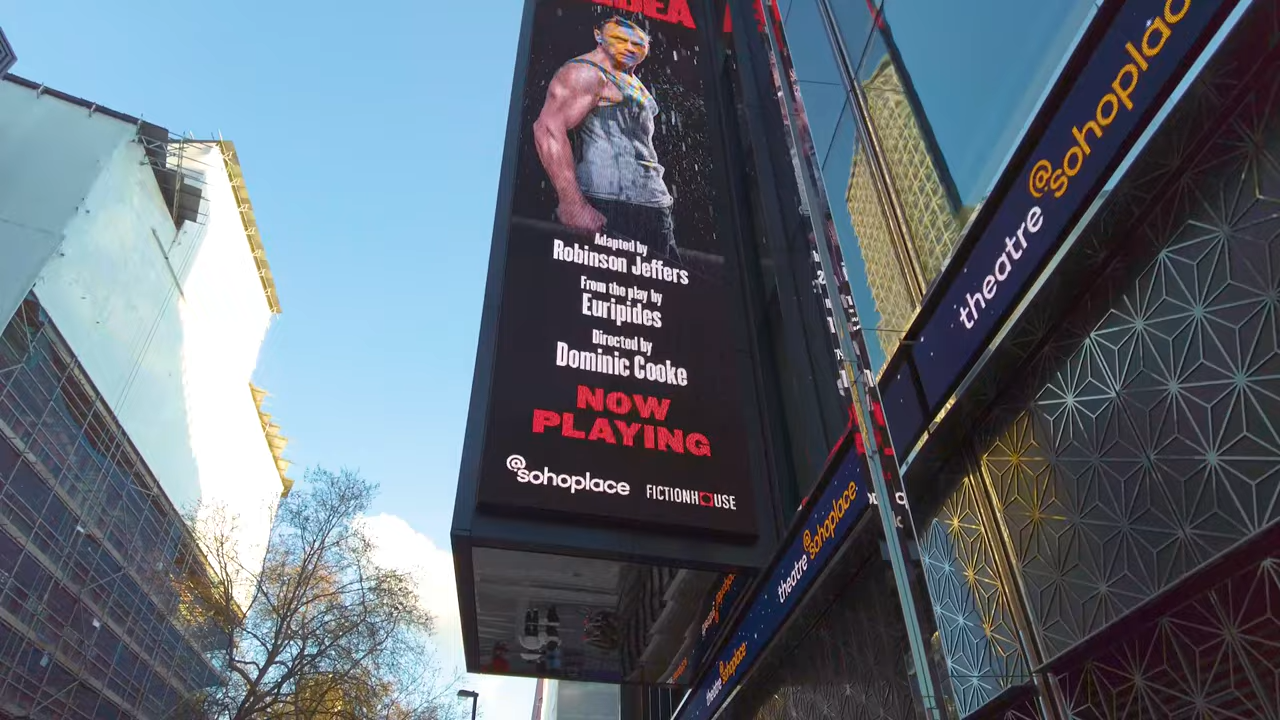 Adapted by
Robinson Jeffers
From the play by
Euripides
Directed by
Dominic Cooke
NOW
PLAYING
@sohoplace
FICTIONHOUSE
theatre @sohoplace
theatre @sohoplace
theatre @sohoplace